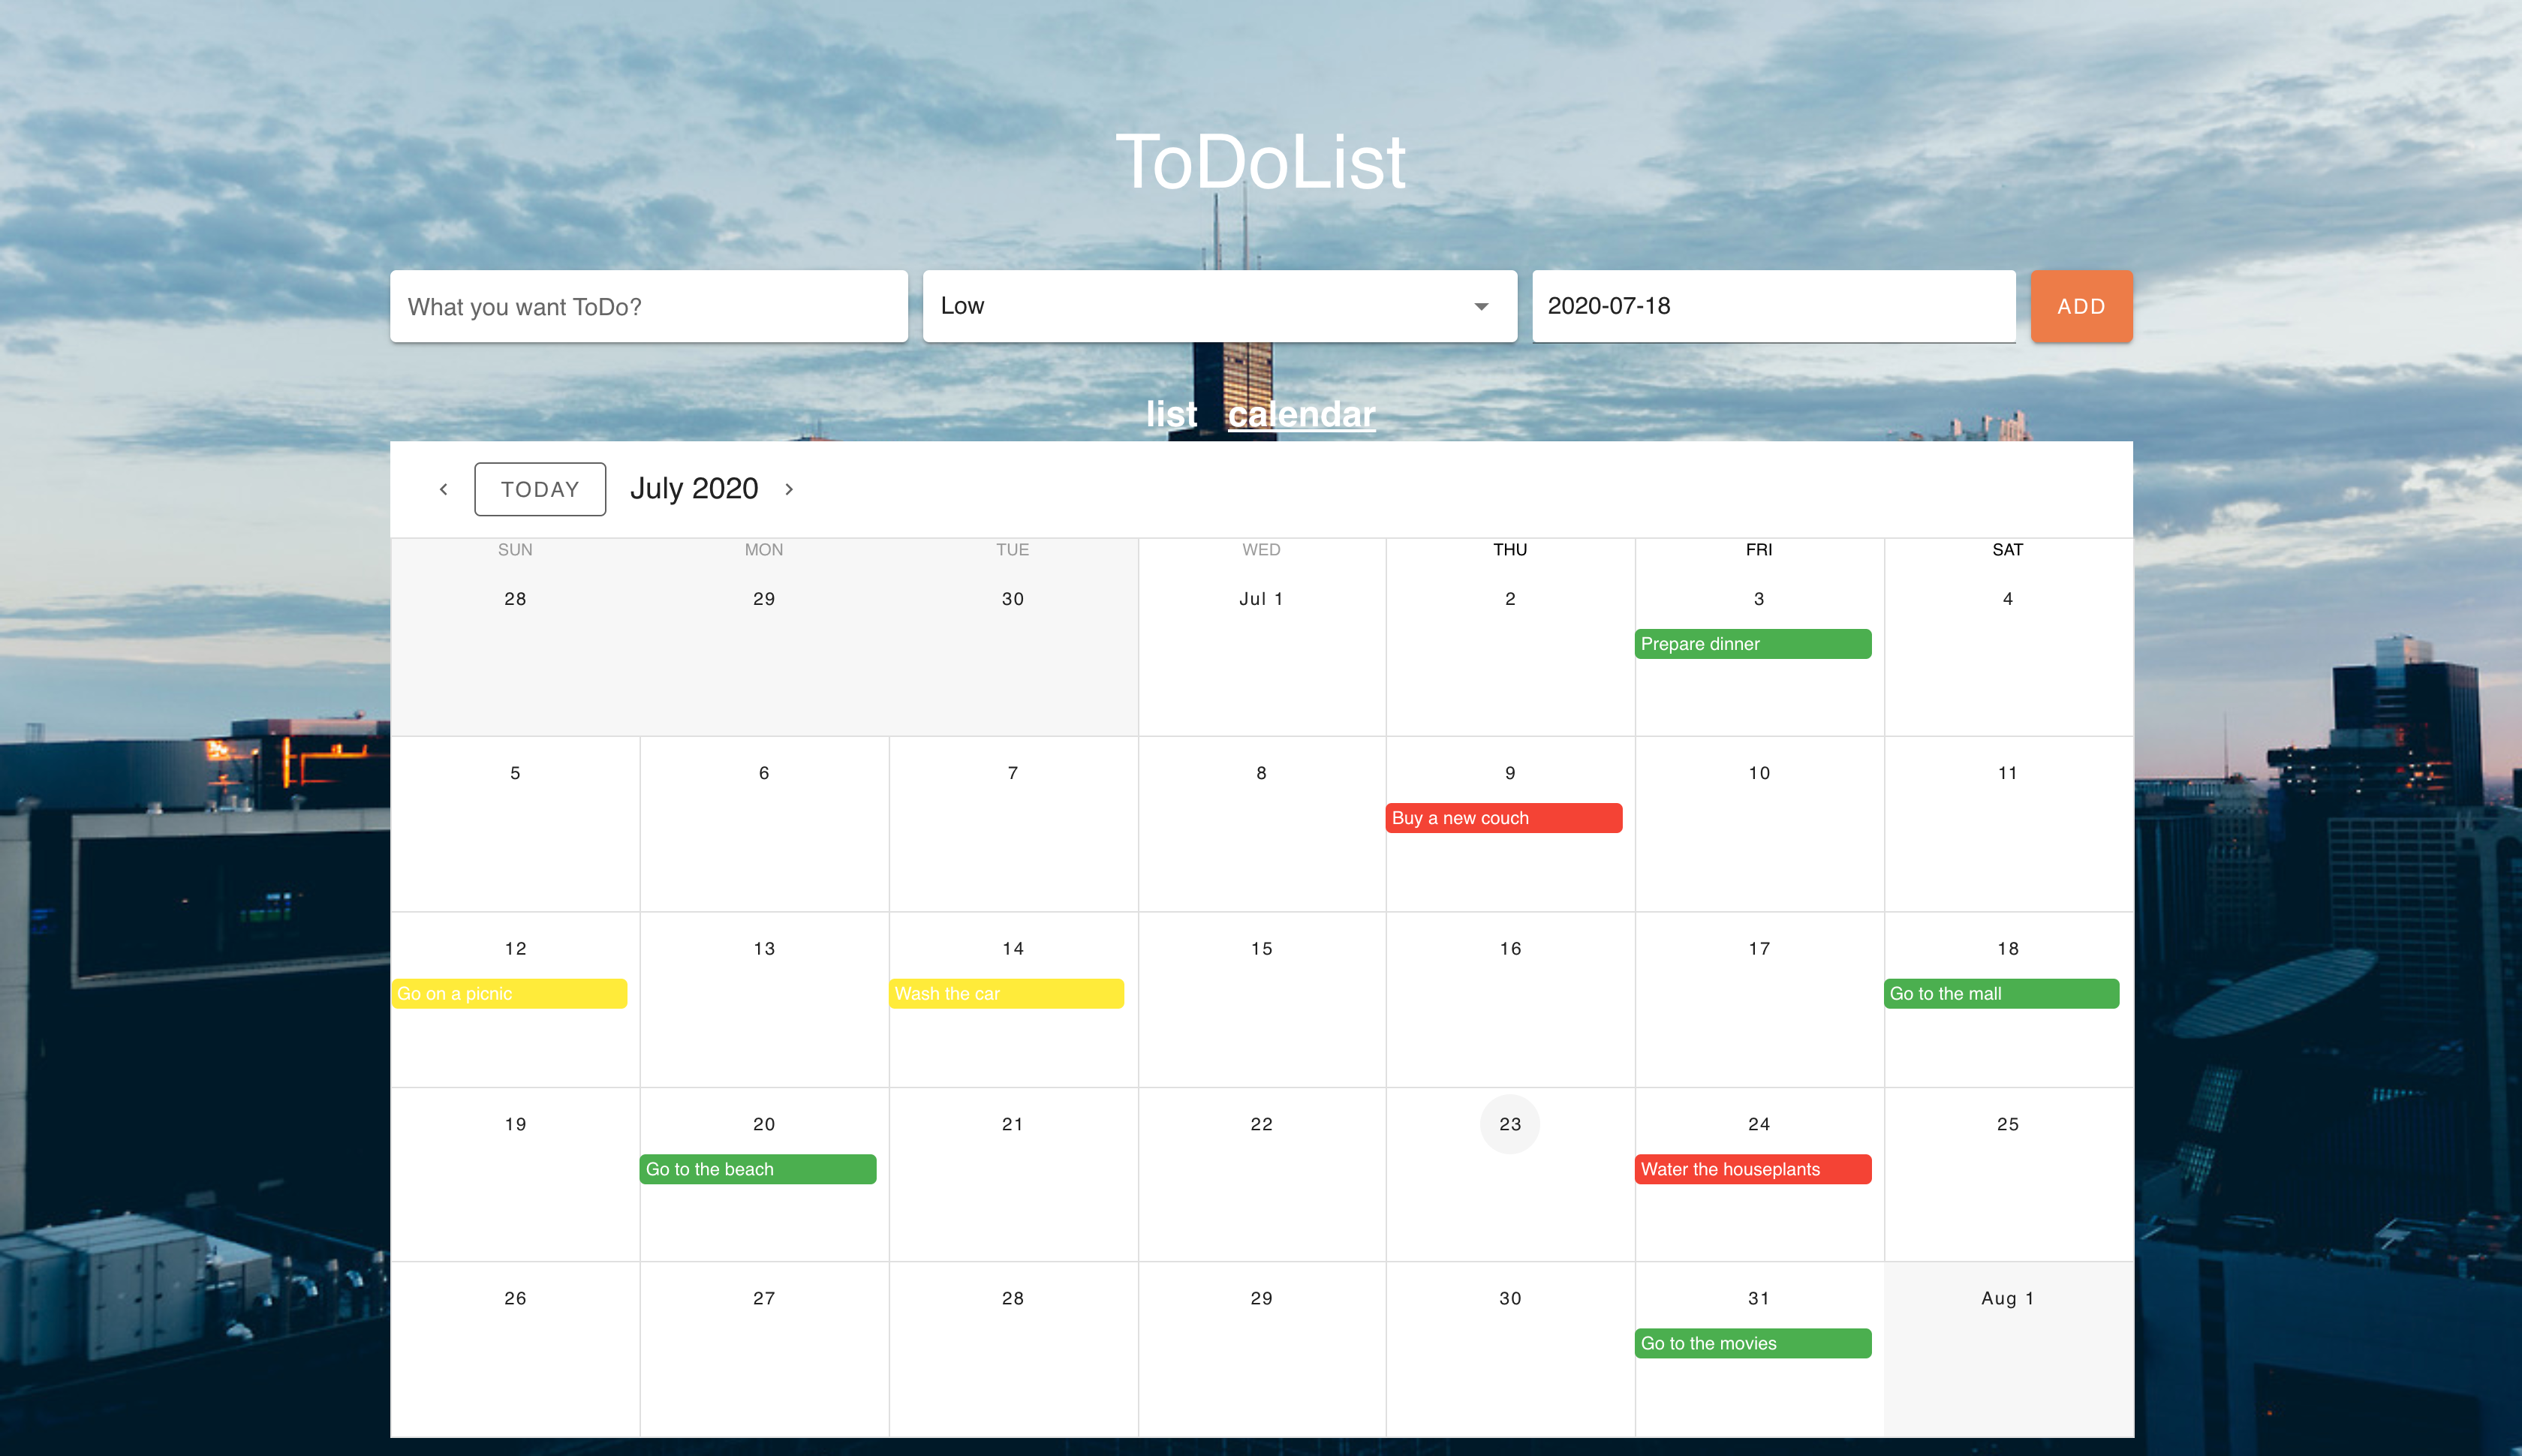 ToDoList
What you want ToDo?
Low
2020-07-18
ADD
list calendar
TODAY July 2020
SUN MON TUE WED THU FRI SAT
28 29 30 Jul 1 2 3 4
Prepare dinner
5 6 7 8 9 10 11
Buy a new couch
12 13 14 15 16 17 18
Go on a picnic Wash the car Go to the mall
19 20 21 22 23 24 25
Go to the beach Water the houseplants
26 27 28 29 30 31 Aug 1
Go to the movies